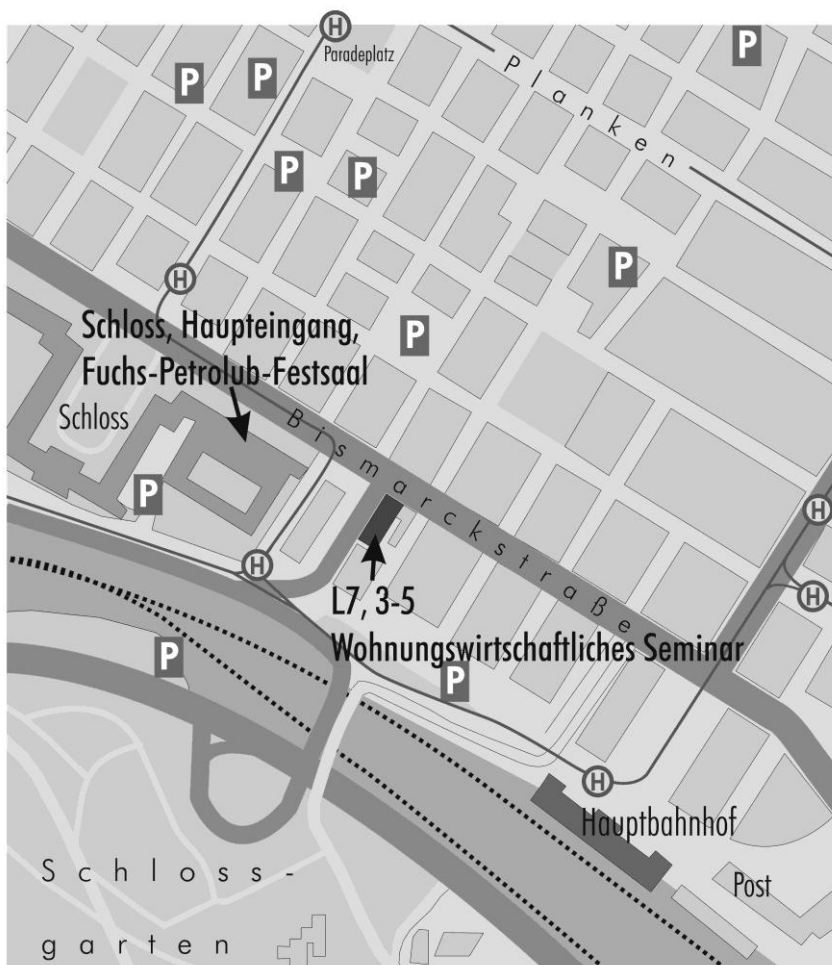 H
Paradeplatz
P
P
P
Planken
P
P
P
H
P
Schloss, Haupteingang,
Fuchs-Petrolub-Festsaal
Schloss
Bismarckstraße
P
H
H
H
L7, 3-5
Wohnungswirtschaftliches Seminar
P
P
H
Hauptbahnhof
Post
Schloss-
garten